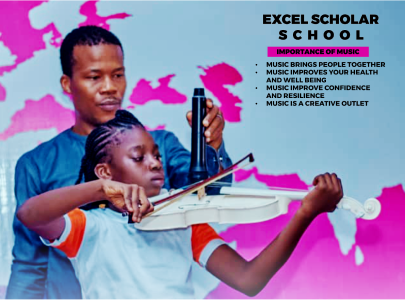 EXCEL SCHOLAR
SCHOOL
IMPORTANCE OF MUSIC
• MUSIC BRINGS PEOPLE TOGETHER
• MUSIC IMPROVES YOUR HEALTH
AND WELL BEING
• MUSIC IMPROVE CONFIDENCE
AND RESILIENCE
• MUSIC IS A CREATIVE OUTLET